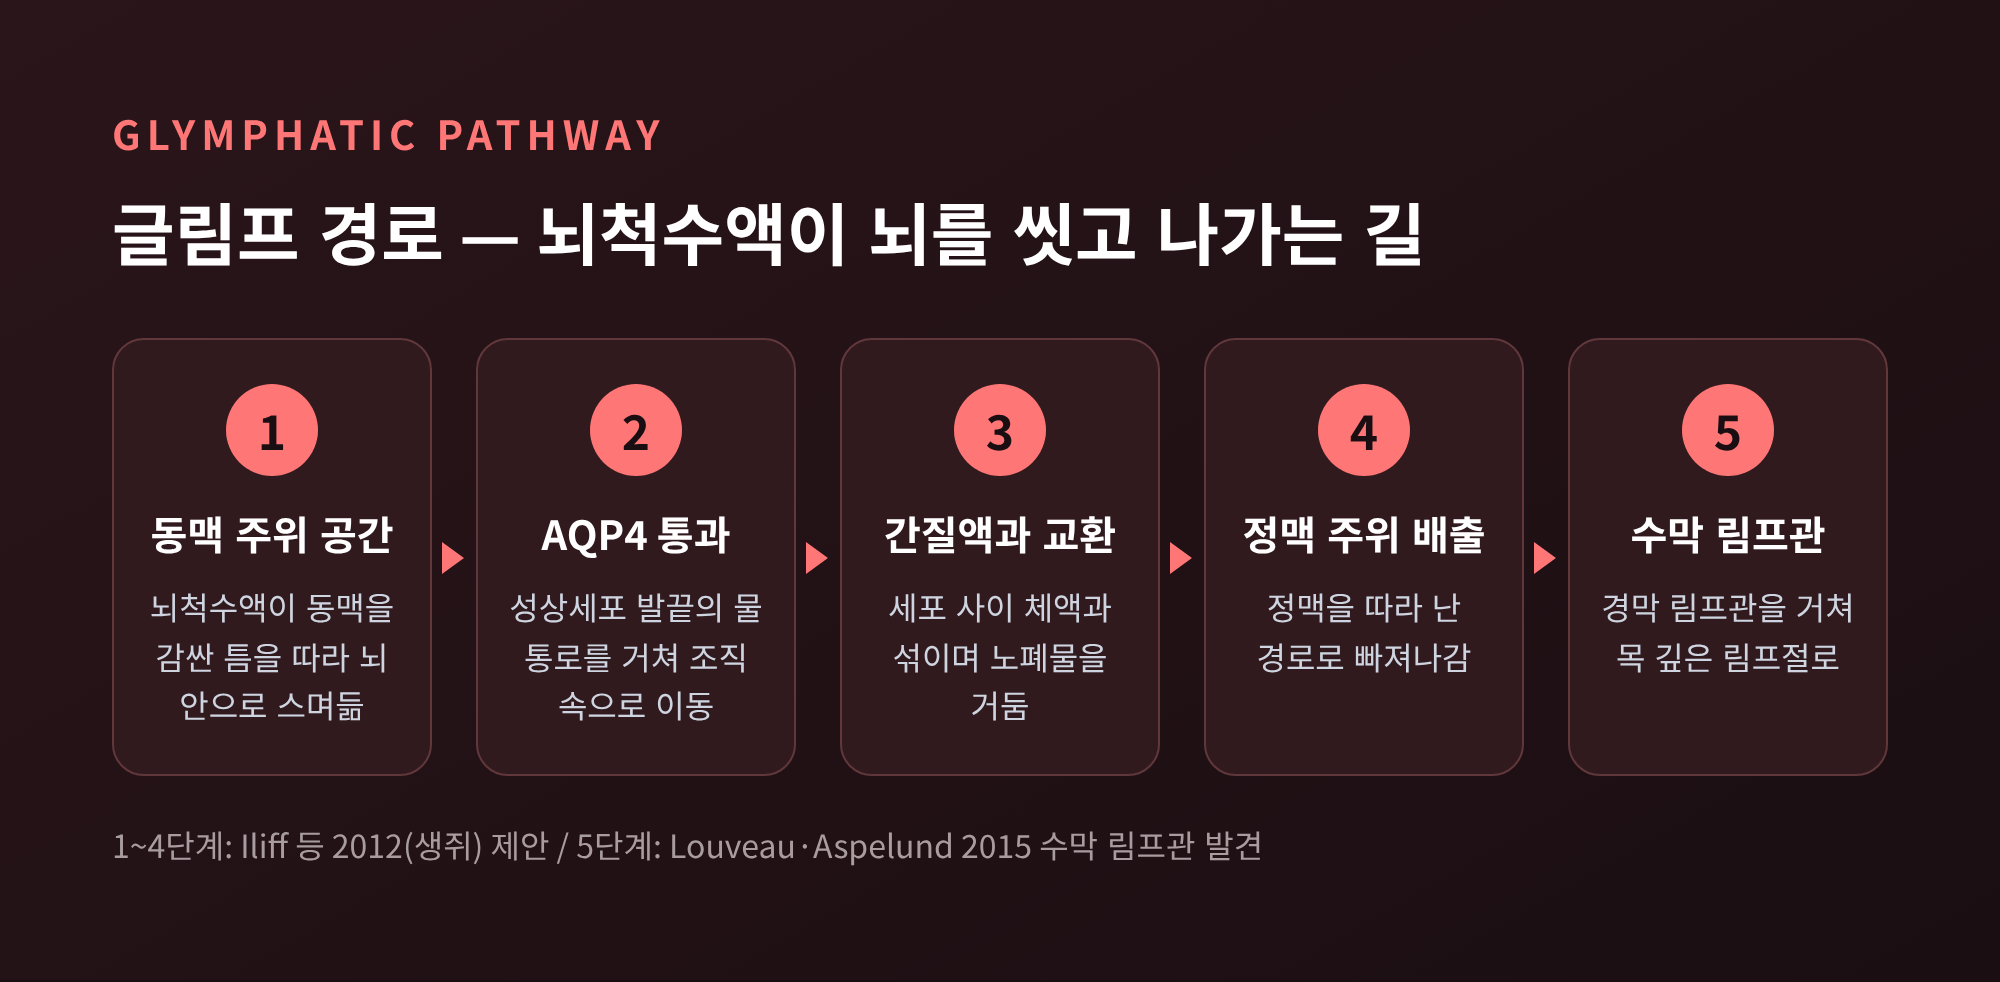 GLYMPHATIC PATHWAY
글림프 경로 — 뇌척수액이 뇌를 씻고 나가는 길
1
동맥 주위 공간
뇌척수액이 동맥을
감싼 틈을 따라 뇌
안으로 스며듦
2
AQP4 통과
성상세포 발끝의 물
통로를 거쳐 조직
속으로 이동
3
간질액과 교환
세포 사이 체액과
섞이며 노폐물을
거둠
4
정맥 주위 배출
정맥을 따라 난
경로로 빠져나감
5
수막 림프관
경막 림프관을 거쳐
목 깊은 림프절로
1~4단계: Iliff 등 2012(생쥐) 제안 / 5단계: Louveau·Aspelund 2015 수막 림프관 발견